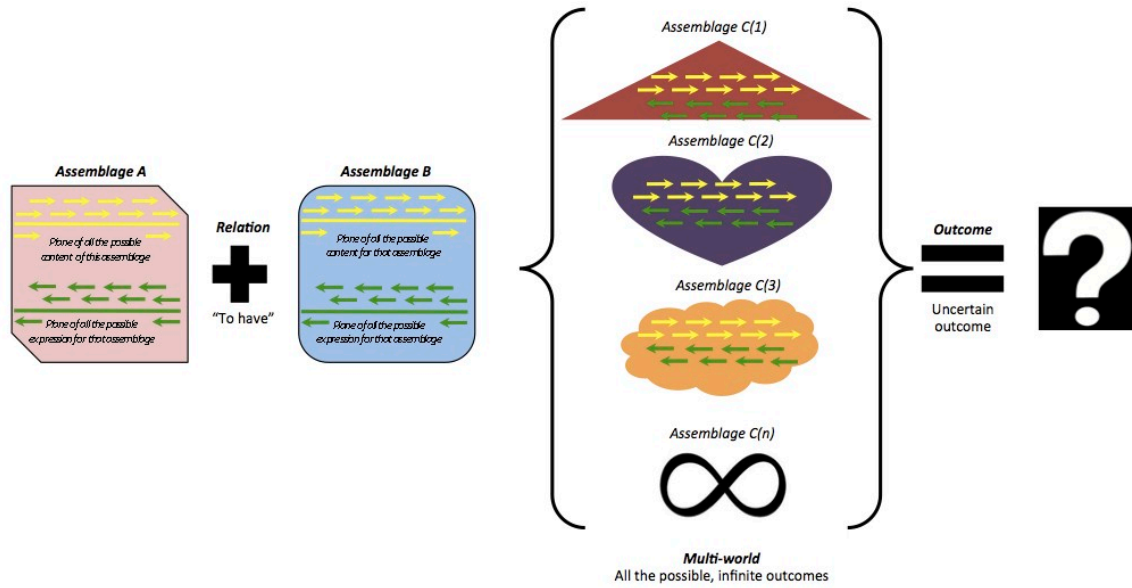 Assemblage A
Plane of all the possible
content of this assemblage
Plane of all the possible
expression for that assemblage
Relation
"To have"
Assemblage B
Plane of all the possible
content for that assemblage
Plane of all the possible
expression for that assemblage
Assemblage C(1)
Assemblage C(2)
Assemblage C(3)
Assemblage C(n)
Multi-world
All the possible, infinite outcomes
Outcome
Uncertain
outcome
?